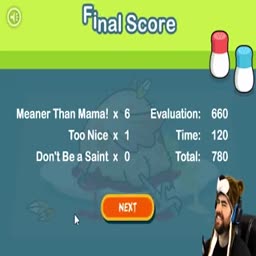 Final Score
Meaner Than Mama! x 6 Evaluation: 660
Too Nice x 1 Time: 120
Don't Be a Saint x 0 Total: 780
NEXT